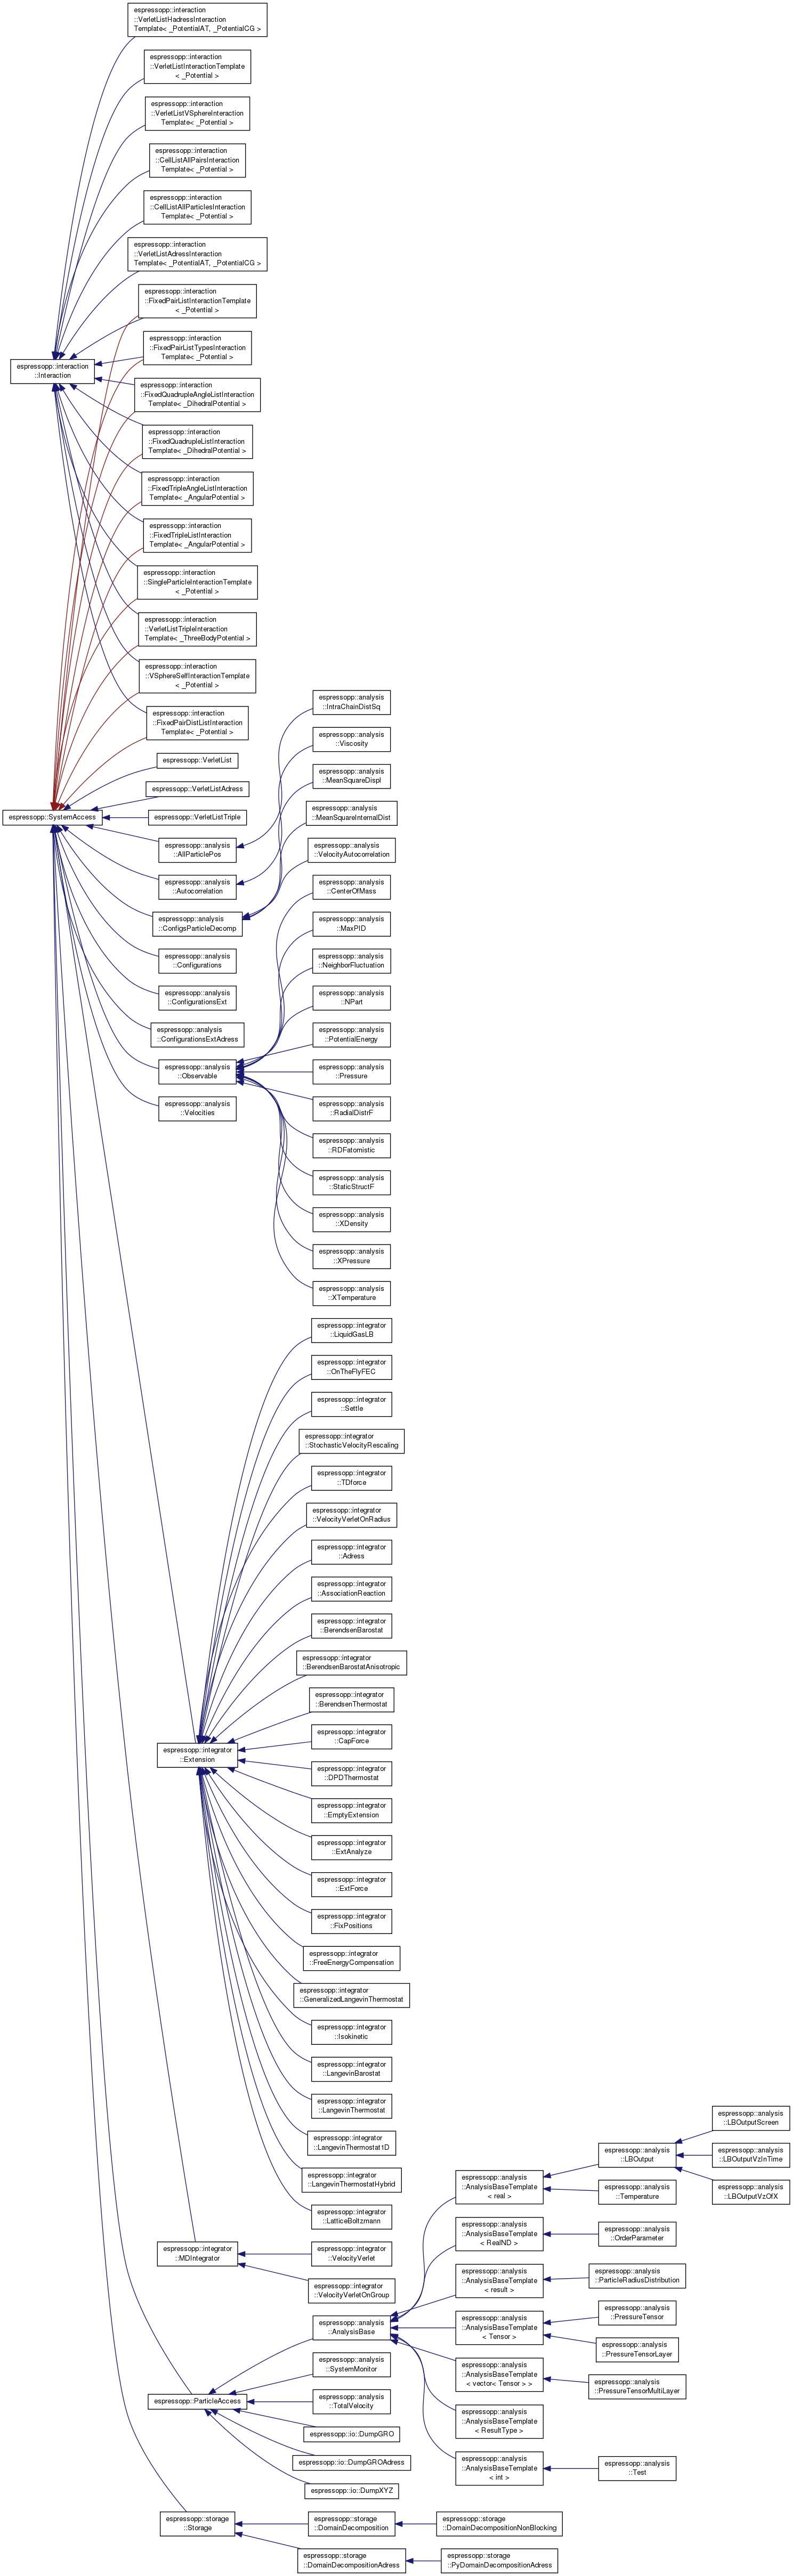 espressopp::interaction
::VerletListHadressInteraction
Template< _PotentialAT, _PotentialCG >
espressopp::interaction
::VerletListInteractionTemplate
< _Potential >
espressopp::interaction
::VerletListVSphereInteraction
Template< _Potential >
espressopp::interaction
::CellListAllPairsInteraction
Template< _Potential >
espressopp::interaction
::CellListAllParticlesInteraction
Template< _Potential >
espressopp::interaction
::VerletListAdressInteraction
Template< _PotentialAT, _PotentialCG >
espressopp::interaction
::FixedPairListInteractionTemplate
< _Potential >
espressopp::interaction
::FixedPairListTypesInteraction
Template< _Potential >
espressopp::interaction
::Interaction
espressopp::interaction
::FixedQuadrupleAngleListInteraction
Template< _DihedralPotential >
espressopp::interaction
::FixedQuadrupleListInteraction
Template< _DihedralPotential >
espressopp::interaction
::FixedTripleAngleListInteraction
Template< _AngularPotential >
espressopp::interaction
::FixedTripleListInteraction
Template< _AngularPotential >
espressopp::interaction
::SingleParticleInteractionTemplate
< _Potential >
espressopp::interaction
::VerletListTripleInteraction
Template< _ThreeBodyPotential >
espressopp::interaction
::VSphereSelfInteractionTemplate
< _Potential >
espressopp::interaction
::FixedPairDistListInteraction
Template< _Potential >
espressopp::VerletList
espressopp::VerletListAdress
espressopp::SystemAccess
espressopp::VerletListTriple
espressopp::analysis
::AllParticlePos
espressopp::analysis
::Autocorrelation
espressopp::analysis
::ConfigsParticleDecomp
espressopp::analysis
::Configurations
espressopp::analysis
::ConfigurationsExt
espressopp::analysis
::ConfigurationsExtAdress
espressopp::analysis
::Observable
espressopp::analysis
::Velocities
espressopp::analysis
::IntraChainDistSq
espressopp::analysis
::Viscosity
espressopp::analysis
::MeanSquareDispl
espressopp::analysis
::MeanSquareInternalDist
espressopp::analysis
::VelocityAutocorrelation
espressopp::analysis
::CenterOfMass
espressopp::analysis
::MaxPID
espressopp::analysis
::NeighborFluctuation
espressopp::analysis
::NPart
espressopp::analysis
::PotentialEnergy
espressopp::analysis
::Pressure
espressopp::analysis
::RadialDistrF
espressopp::analysis
::RDFatomistic
espressopp::analysis
::StaticStructF
espressopp::analysis
::XDensity
espressopp::analysis
::XPressure
espressopp::analysis
::XTemperature
espressopp::integrator
::LiquidGasLB
espressopp::integrator
::OnTheFlyFEC
espressopp::integrator
::Settle
espressopp::integrator
::StochasticVelocityRescaling
espressopp::integrator
::TDforce
espressopp::integrator
::VelocityVerletOnRadius
espressopp::integrator
::Adress
espressopp::integrator
::AssociationReaction
espressopp::integrator
::BerendsenBarostat
espressopp::integrator
::BerendsenBarostatAnisotropic
espressopp::integrator
::BerendsenThermostat
espressopp::integrator
::Extension
espressopp::integrator
::CapForce
espressopp::integrator
::DPDThermostat
espressopp::integrator
::EmptyExtension
espressopp::integrator
::ExtAnalyze
espressopp::integrator
::ExtForce
espressopp::integrator
::FixPositions
espressopp::integrator
::FreeEnergyCompensation
espressopp::integrator
::GeneralizedLangevinThermostat
espressopp::integrator
::Isokinetic
espressopp::integrator
::LangevinBarostat
espressopp::integrator
::LangevinThermostat
espressopp::integrator
::LangevinThermostat1D
espressopp::integrator
::LangevinThermostatHybrid
espressopp::integrator
::LatticeBoltzmann
espressopp::integrator
::MDIntegrator
espressopp::integrator
::VelocityVerlet
espressopp::integrator
::VelocityVerletOnGroup
espressopp::analysis
::AnalysisBase
espressopp::analysis
::SystemMonitor
espressopp::ParticleAccess
espressopp::analysis
::TotalVelocity
espressopp::io::DumpGRO
espressopp::io::DumpGROAdress
espressopp::io::DumpXYZ
espressopp::analysis
::AnalysisBaseTemplate
< real >
espressopp::analysis
::AnalysisBaseTemplate
< RealND >
espressopp::analysis
::AnalysisBaseTemplate
< result >
espressopp::analysis
::AnalysisBaseTemplate
< Tensor >
espressopp::analysis
::AnalysisBaseTemplate
< vector< Tensor > >
espressopp::analysis
::AnalysisBaseTemplate
< ResultType >
espressopp::analysis
::AnalysisBaseTemplate
< int >
espressopp::analysis
::LBOutput
espressopp::analysis
::Temperature
espressopp::analysis
::OrderParameter
espressopp::analysis
::ParticleRadiusDistribution
espressopp::analysis
::PressureTensor
espressopp::analysis
::PressureTensorLayer
espressopp::analysis
::PressureTensorMultiLayer
espressopp::analysis
::Test
espressopp::analysis
::LBOutputScreen
espressopp::analysis
::LBOutputVzInTime
espressopp::analysis
::LBOutputVzOfX
espressopp::storage
::Storage
espressopp::storage
::DomainDecomposition
espressopp::storage
::DomainDecompositionNonBlocking
espressopp::storage
::DomainDecompositionAdress
espressopp::storage
::PyDomainDecompositionAdress